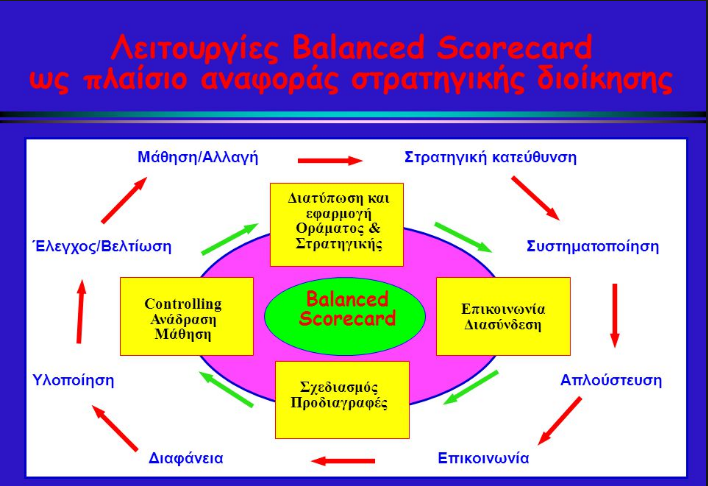 Λειτουργίες Balanced Scorecard
ως πλαίσιο αναφοράς στρατηγικής διοίκησης
Μάθηση/Αλλαγή
Στρατηγική κατεύθυνση
Διατύπωση και
εφαρμογή
Οράματος &
Στρατηγικής
Έλεγχος/Βελτίωση
Συστηματοποίηση
Controlling
Ανάδραση
Μάθηση
Balanced
Scorecard
Επικοινωνία
Διασύνδεση
Υλοποίηση
Σχεδιασμός
Προδιαγραφές
Απλούστευση
Διαφάνεια
Επικοινωνία